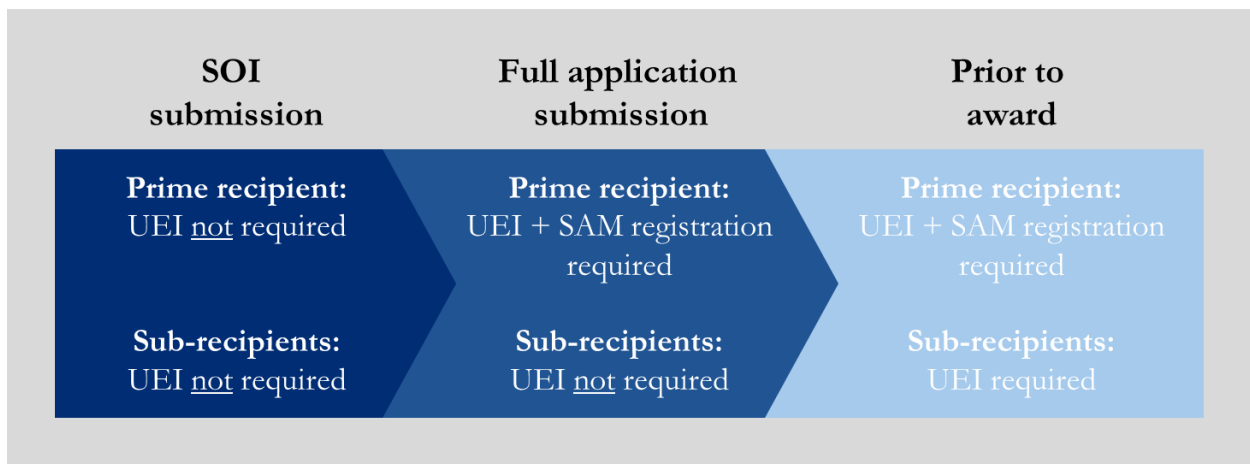 SOI
submission
Full application
submission
Prior to
award
Prime recipient:
UEI not required
Sub-recipients:
UEI not required
Prime recipient:
UEI + SAM registration
required
Sub-recipients:
UEI not required
Prime recipient:
UEI + SAM registration
required
Sub-recipients:
UEI required